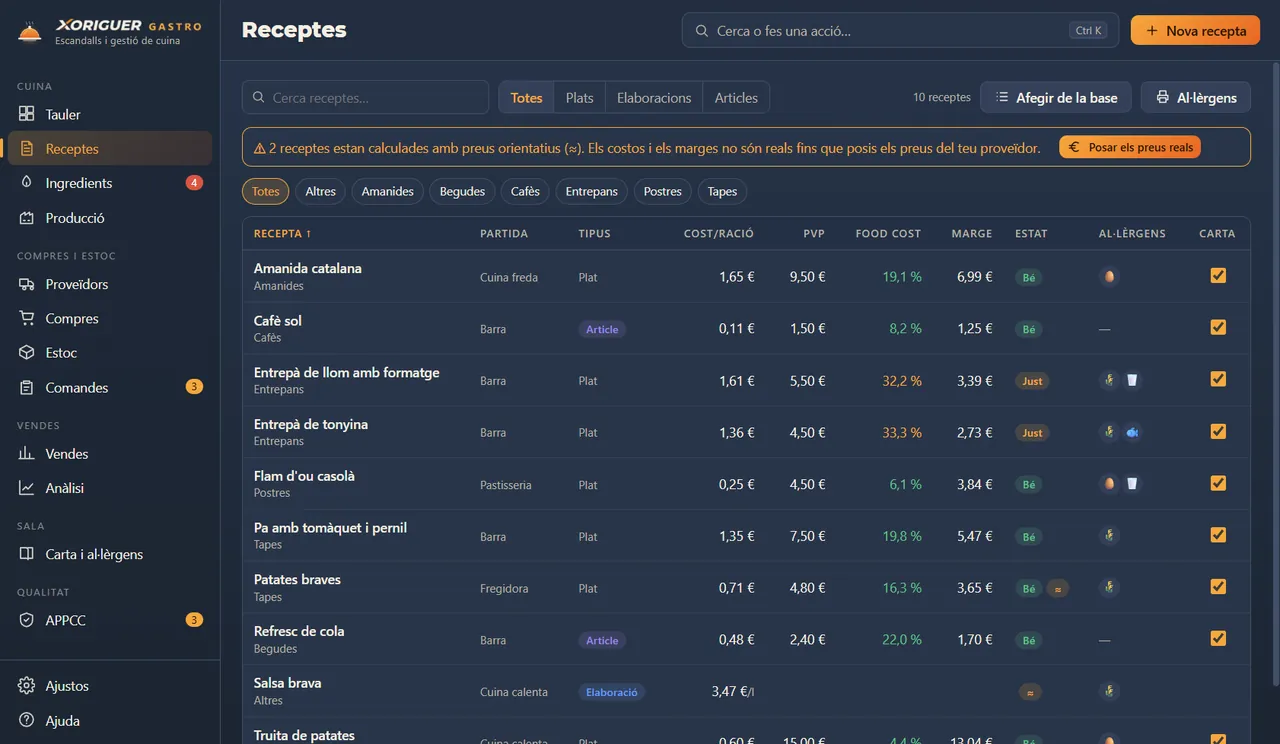 XORIGUER GASTRO
Escandalls i gestió de cuina
CUINA
Tauler
Receptes
Ingredients 4
Producció
COMPRES I ESTOC
Proveïdors
Compres
Estoc
Comandes 3
VENDES
Vendes
Anàlisi
SALA
Carta i al·lèrgens
QUALITAT
APPCC 3
Ajustos
Ajuda
Receptes
Cerca o fes una acció… Ctrl K
+ Nova recepta
Cerca receptes…
Totes Plats Elaboracions Articles
10 receptes
Afegir de la base
Al·lèrgens
⚠ 2 receptes estan calculades amb preus orientatius (≈). Els costos i els marges no són reals fins que posis els preus del teu proveïdor.
€ Posar els preus reals
Totes Altres Amanides Begudes Cafès Entrepans Postres Tapes
RECEPTA ↑ PARTIDA TIPUS COST/RACIÓ PVP FOOD COST MARGE ESTAT AL·LÈRGENS CARTA
Amanida catalana
Amanides
Cuina freda Plat 1,65 € 9,50 € 19,1 % 6,99 € Bé
Cafè sol
Cafès
Barra Article 0,11 € 1,50 € 8,2 % 1,25 € Bé —
Entrepà de llom amb formatge
Entrepans
Barra Plat 1,61 € 5,50 € 32,2 % 3,39 € Just
Entrepà de tonyina
Entrepans
Barra Plat 1,36 € 4,50 € 33,3 % 2,73 € Just
Flam d'ou casolà
Postres
Pastisseria Plat 0,25 € 4,50 € 6,1 % 3,84 € Bé
Pa amb tomàquet i pernil
Tapes
Barra Plat 1,35 € 7,50 € 19,8 % 5,47 € Bé
Patates braves
Tapes
Fregidora Plat 0,71 € 4,80 € 16,3 % 3,65 € Bé ≈
Refresc de cola
Begudes
Barra Article 0,48 € 2,40 € 22,0 % 1,70 € Bé —
Salsa brava
Altres
Cuina calenta Elaboració 3,47 €/l ≈
Truita de patates
Cuina calenta Plat 0,60 € 15,00 € 4,4 % 13,04 € Bé